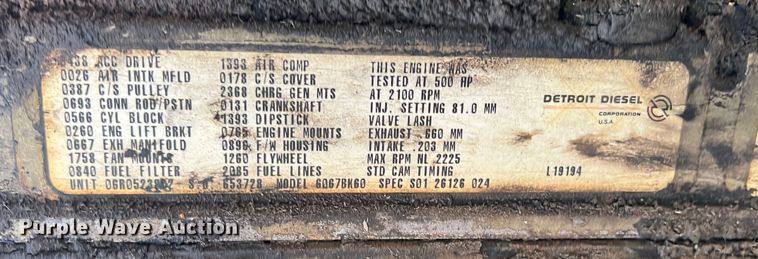 0438 ACC DRIVE
0026 AIR INTK MFLD
0387 C/S PULLEY
0693 CONN ROD/PSTN
0566 CYL BLOCK
0260 ENG LIFT BRKT
0667 EXH MANIFOLD
1758 FAN MOUNTS
0840 FUEL FILTER
1393 AIR COMP
0178 C/S COVER
2368 CHRG GEN MTS
0131 CRANKSHAFT
1393 DIPSTICK
0765 ENGINE MOUNTS
0896 F/W HOUSING
1260 FLYWHEEL
2085 FUEL LINES
THIS ENGINE WAS
TESTED AT 500 HP
AT 2100 RPM
INJ. SETTING 81.0 MM
VALVE LASH
EXHAUST .660 MM
INTAKE .203 MM
MAX RPM NL 2225
STD CAM TIMING
UNIT S.O. 653728 MODEL 6067BK60 SPEC S01 26126 024
DETROIT DIESEL
CORPORATION
U.S.A.
L19194
Purple Wave Auction